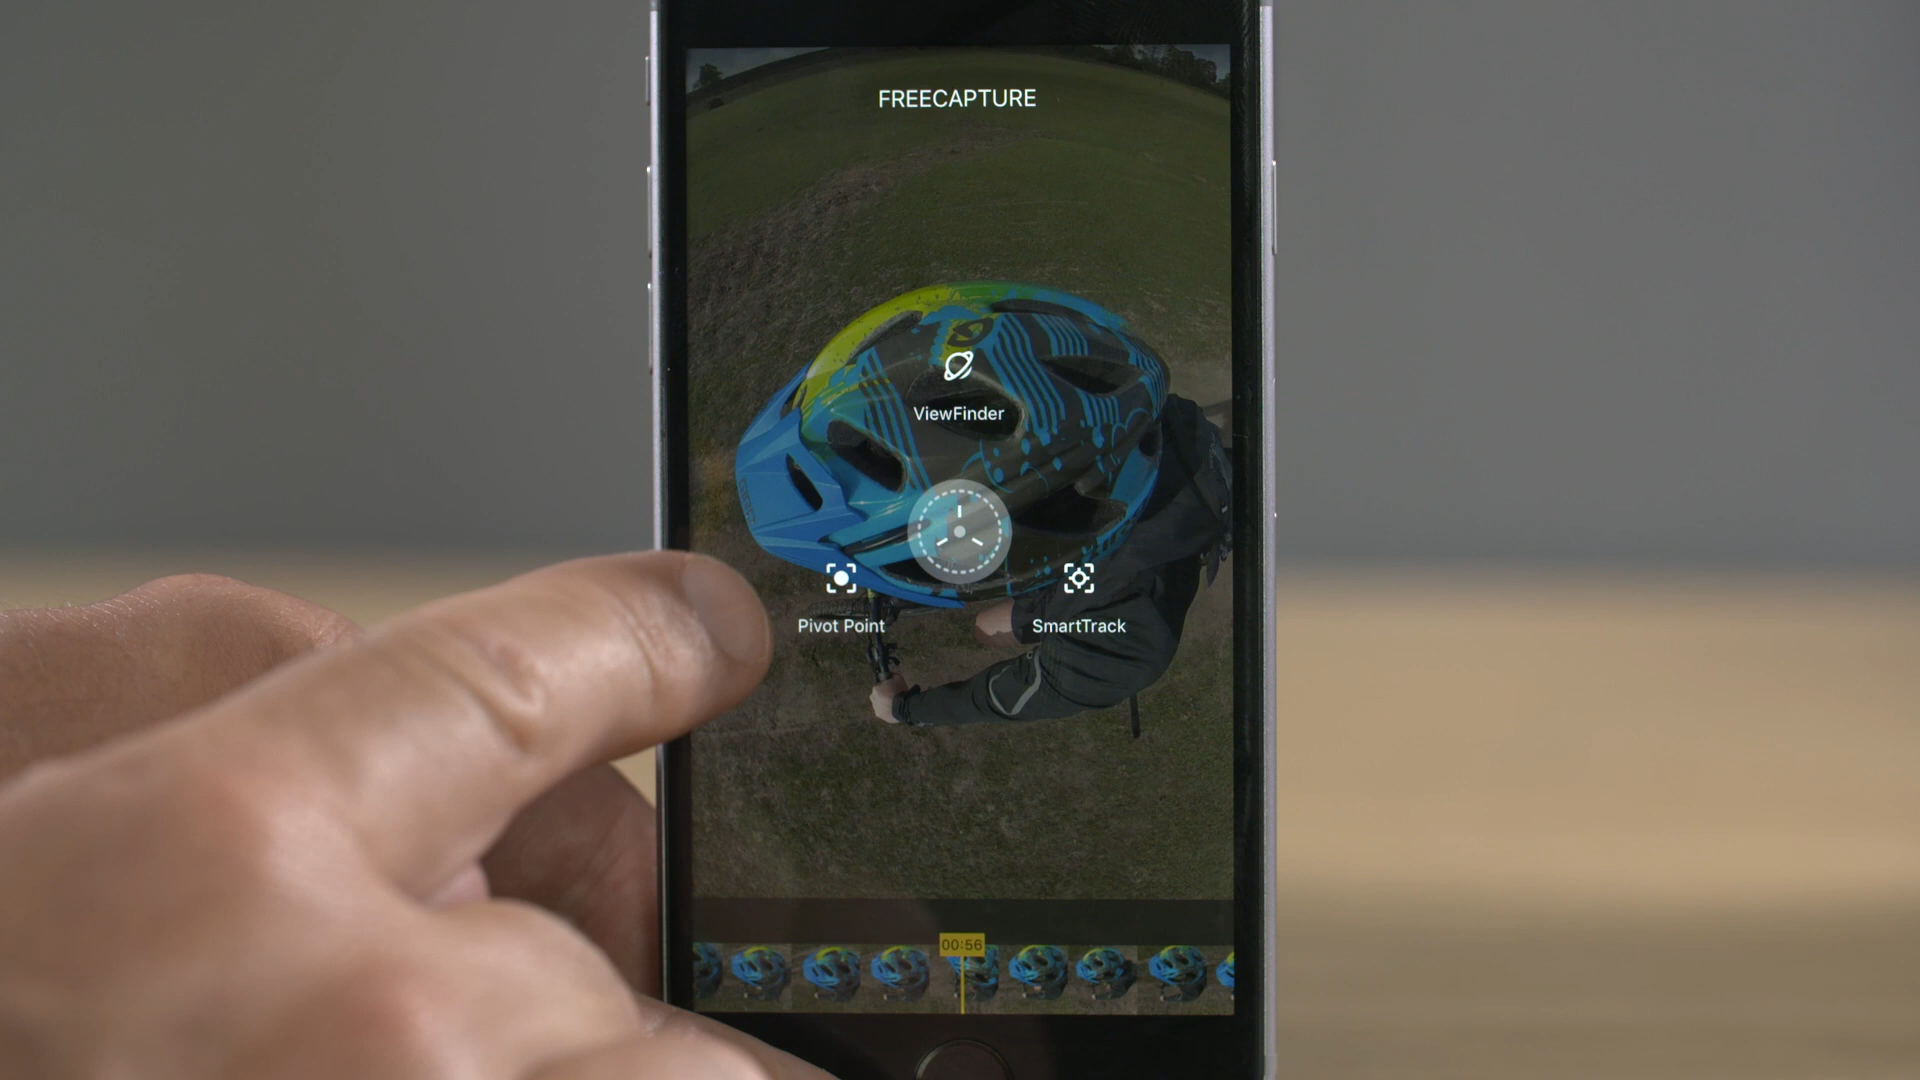 FREECAPTURE
ViewFinder
Pivot Point
SmartTrack
00:56